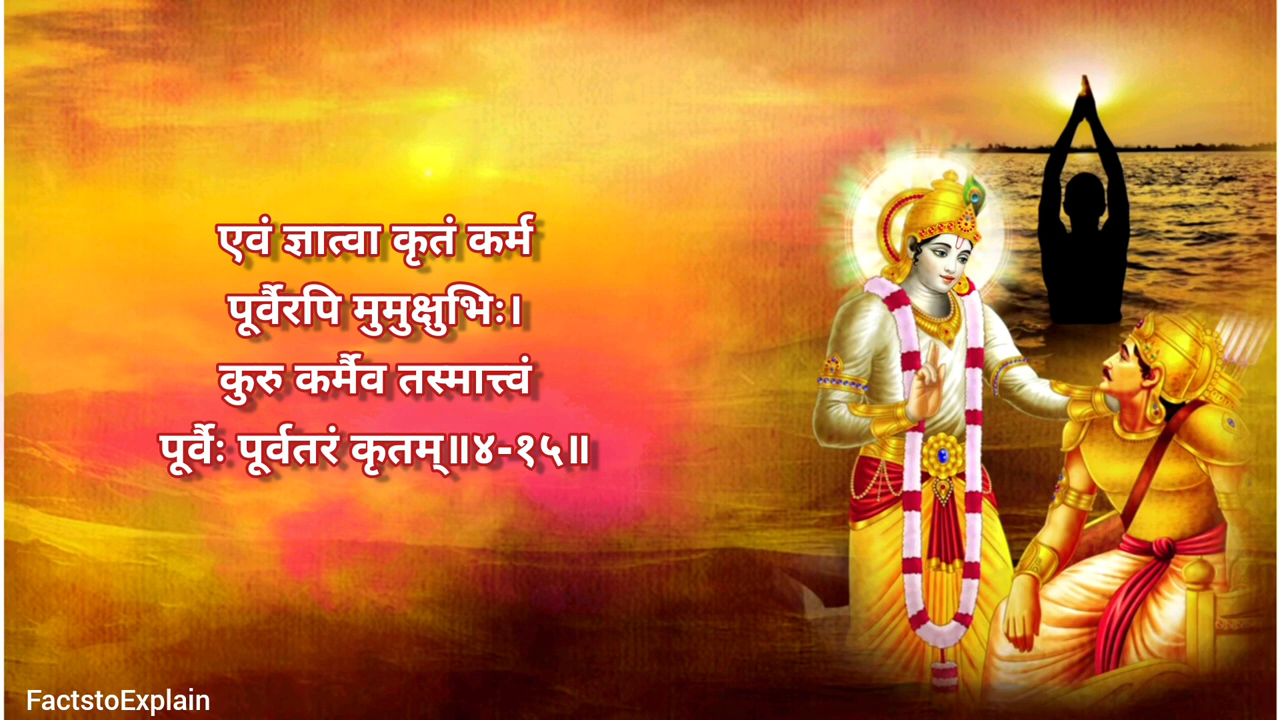 एवं ज्ञात्वा कृतं कर्म
पूर्वैरपि मुमुक्षुभिः।
कुरु कर्मैव तस्मात्त्वं
पूर्वैः पूर्वतरं कृतम्॥४-१५॥
FactstoExplain